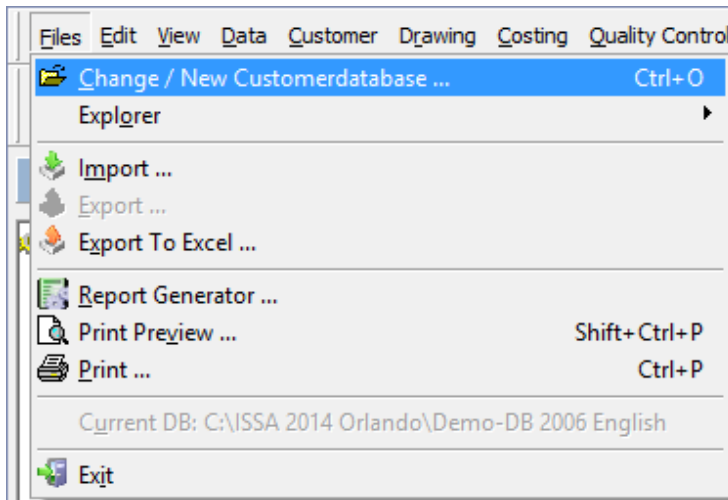 Files Edit View Data Customer Drawing Costing Quality Control
Change / New Customerdatabase ... Ctrl+O
Explorer
Import ...
Export ...
Export To Excel ...
Report Generator ...
Print Preview ... Shift+Ctrl+P
Print ... Ctrl+P
Current DB: C:\ISSA 2014 Orlando\Demo-DB 2006 English
Exit